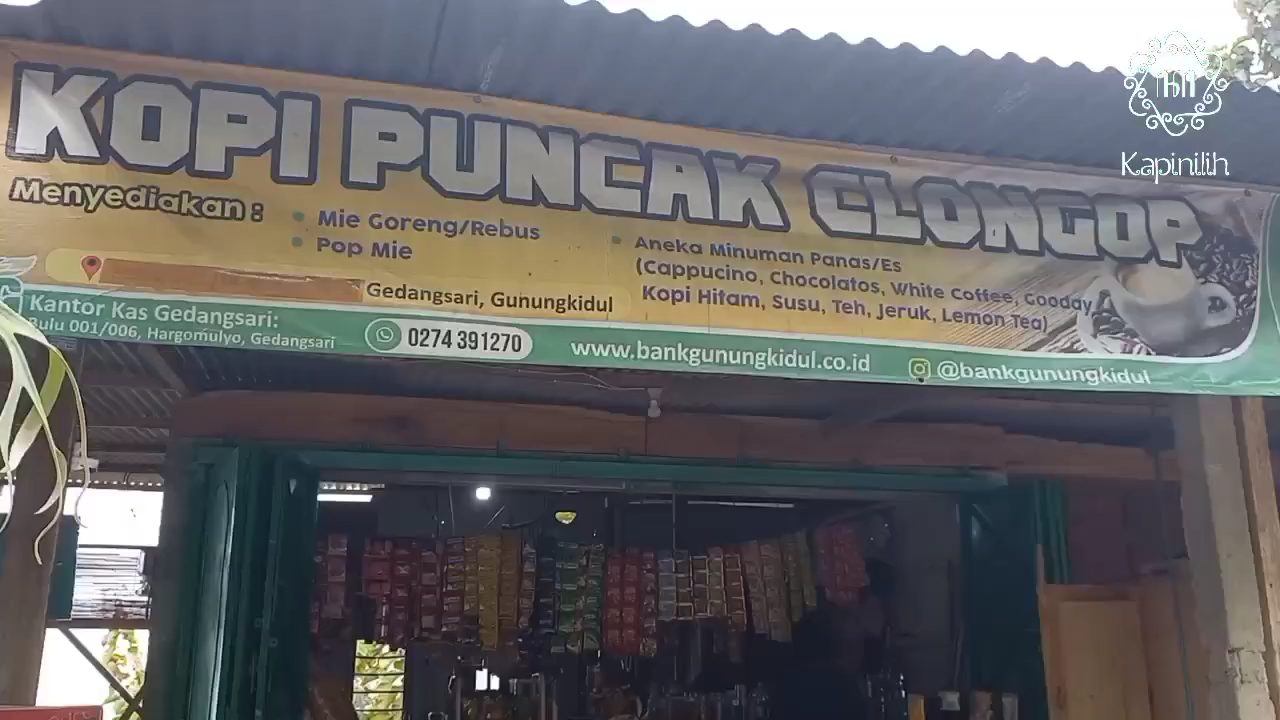 Kapinilih
KOPI PUNCAK CLONGOP
Menyediakan :
Mie Goreng/Rebus
Pop Mie
Aneka Minuman Panas/Es
(Cappucino, Chocolatos, White Coffee, Gooday
Kopi Hitam, Susu, Teh, Jeruk, Lemon Tea)
Gedangsari, Gunungkidul
Kantor Kas Gedangsari:
Bulu 001/006, Hargomulyo, Gedangsari
0274 391270
www.bankgunungkidul.co.id
@bankgunungkidul